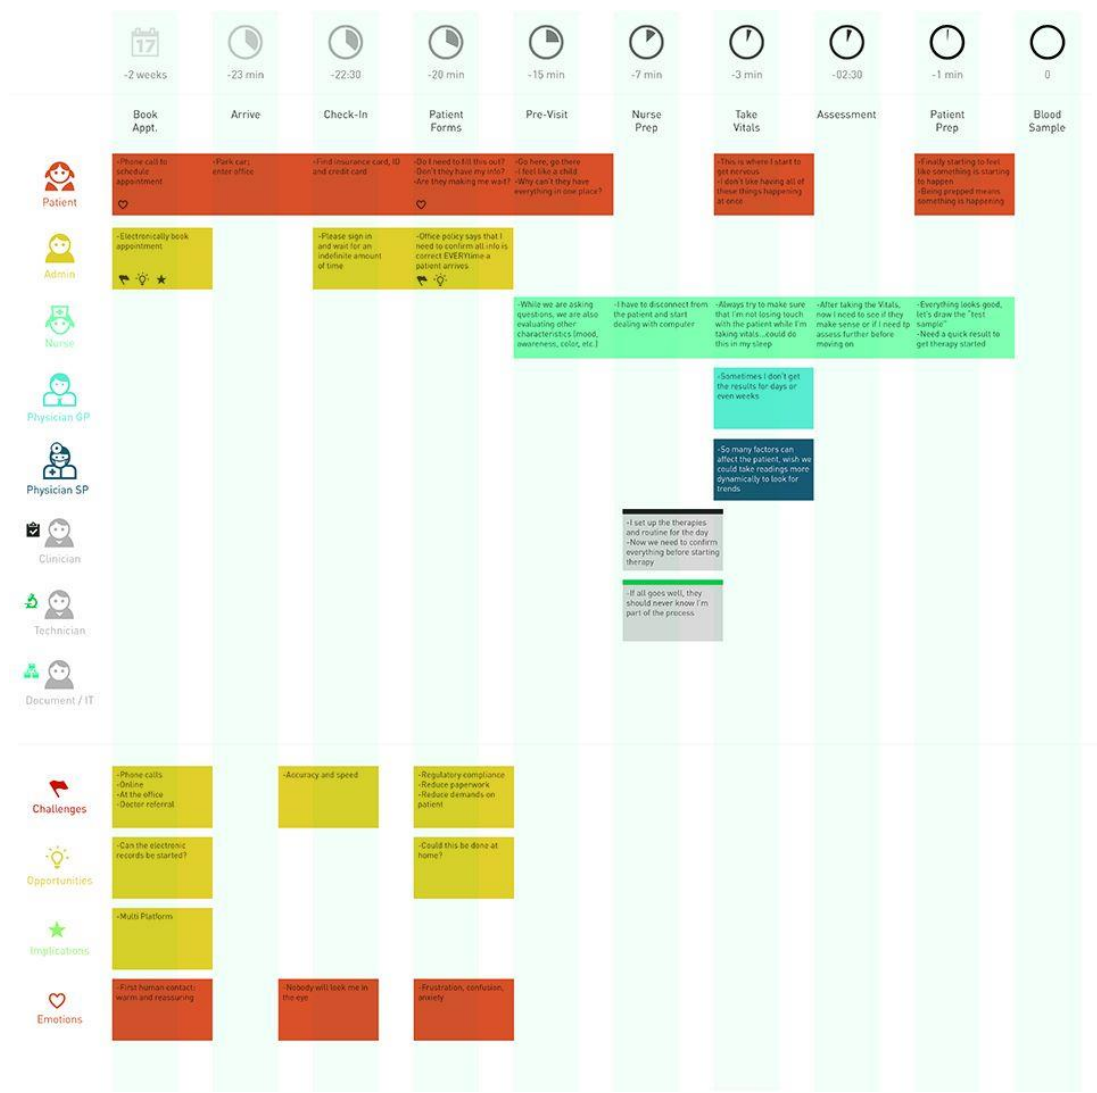 17
-2 weeks
-23 min
-22:30
-20 min
-15 min
-7 min
-3 min
-02:30
-1 min
0
Book
Appt.
Arrive
Check-In
Patient
Forms
Pre-Visit
Nurse
Prep
Take
Vitals
Assessment
Patient
Prep
Blood
Sample
Patient
-Phone call to
schedule
appointment
-Park car;
enter office
-Find insurance card, ID
and credit card
-Do I need to fill this out?
-Don't they have my info?
-Are they making me wait?
-Go here, go there
-I feel like a child
-Why can't they have
everything in one place?
-This is where I start to
get nervous
-I don't like having all of
these things happening
at once
-Finally starting to feel
like something is starting
to happen
-Being prepped means
something is happening
Admin
-Electronically book
appointment
-Please sign in
and wait for an
indefinite amount
of time
-Office policy says that I
need to confirm all info is
correct EVERYtime a
patient arrives
Nurse
-While we are asking
questions, we are also
evaluating other
characteristics (mood,
awareness, color, etc.)
-I have to disconnect from
the patient and start
dealing with computer
-Always try to make sure
that I'm not losing touch
with the patient while I'm
taking vitals...could do
this in my sleep
-After taking the Vitals,
now I need to see if they
make sense or if I need to
assess further before
moving on
-Everything looks good,
let's draw the "test
sample"
-Need a quick result to
get therapy started
Physician GP
-Sometimes I don't get
the results for days or
even weeks
Physician SP
-So many factors can
affect the patient, wish we
could take readings more
dynamically to look for
trends
Clinician
-I set up the therapies
and routine for the day
-Now we need to confirm
everything before starting
therapy
Technician
-If all goes well, they
should never know I'm
part of the process
Document / IT
Challenges
-Phone calls
-Online
-At the office
-Doctor referral
-Accuracy and speed
-Regulatory compliance
-Reduce paperwork
-Reduce demands on
patient
Opportunities
-Can the electronic
records be started?
-Could this be done at
home?
Implications
-Multi Platform
Emotions
-First human contact:
warm and reassuring
-Nobody will look me in
the eye
-Frustration, confusion,
anxiety